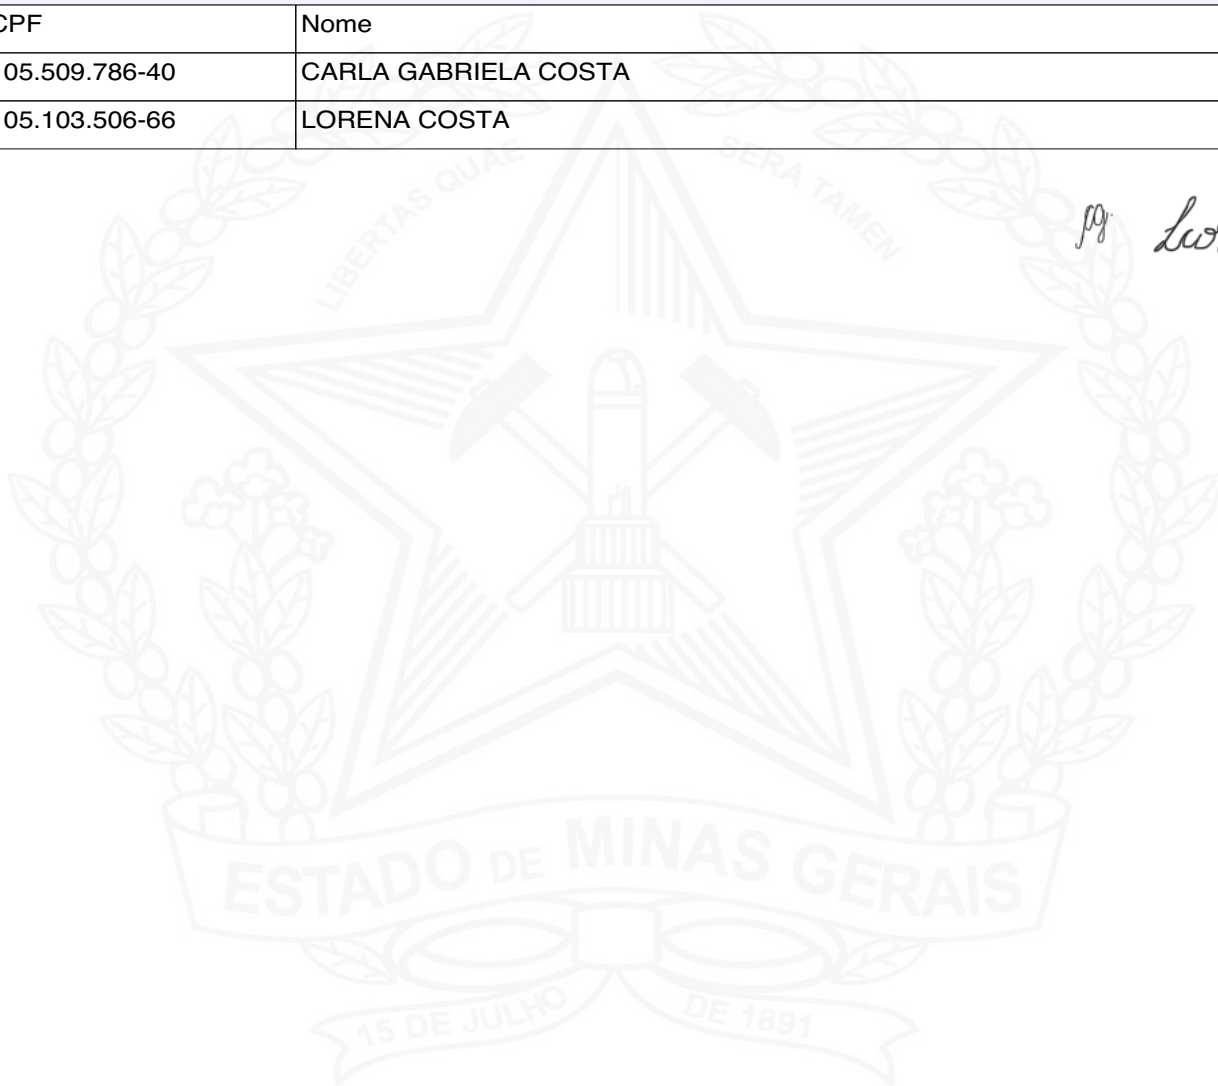 CPF Nome
05.509.786-40 CARLA GABRIELA COSTA
05.103.506-66 LORENA COSTA
LIBERTAS QUAE SERA TAMEN
ESTADO DE MINAS GERAIS
15 DE JULHO DE 1891